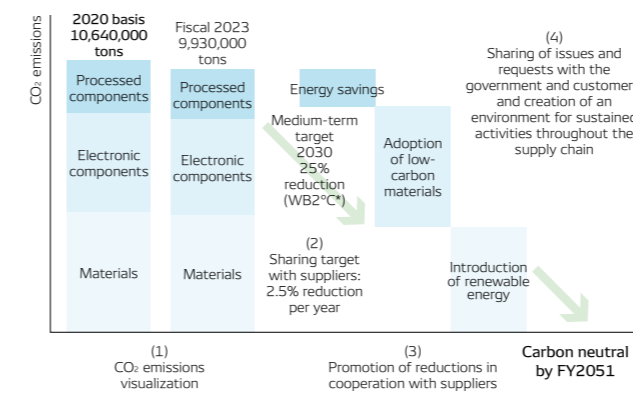 CO₂ emissions
2020 basis
10,640,000
tons
Processed
components
Electronic
components
Materials
Fiscal 2023
9,930,000
tons
Processed
components
Electronic
components
Materials
Energy savings
Medium-term
target
2030
25%
reduction
(WB2°C*)
(2)
Sharing target
with suppliers:
2.5% reduction
per year
Adoption
of low-
carbon
materials
Introduction
of renewable
energy
(4)
Sharing of issues and
requests with the
government and customer
and creation of an
environment for sustained
activities throughout the
supply chain
(1)
CO₂ emissions
visualization
(3)
Promotion of reductions in
cooperation with suppliers
Carbon neutral
by FY2051